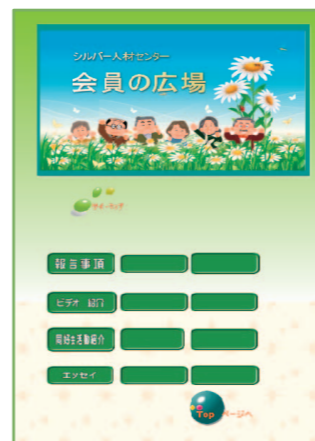 シルバー人材センター
会員の広場
報告事項
ビデオ 紹介
同好生活動紹介
エッセイ
Top ページへ